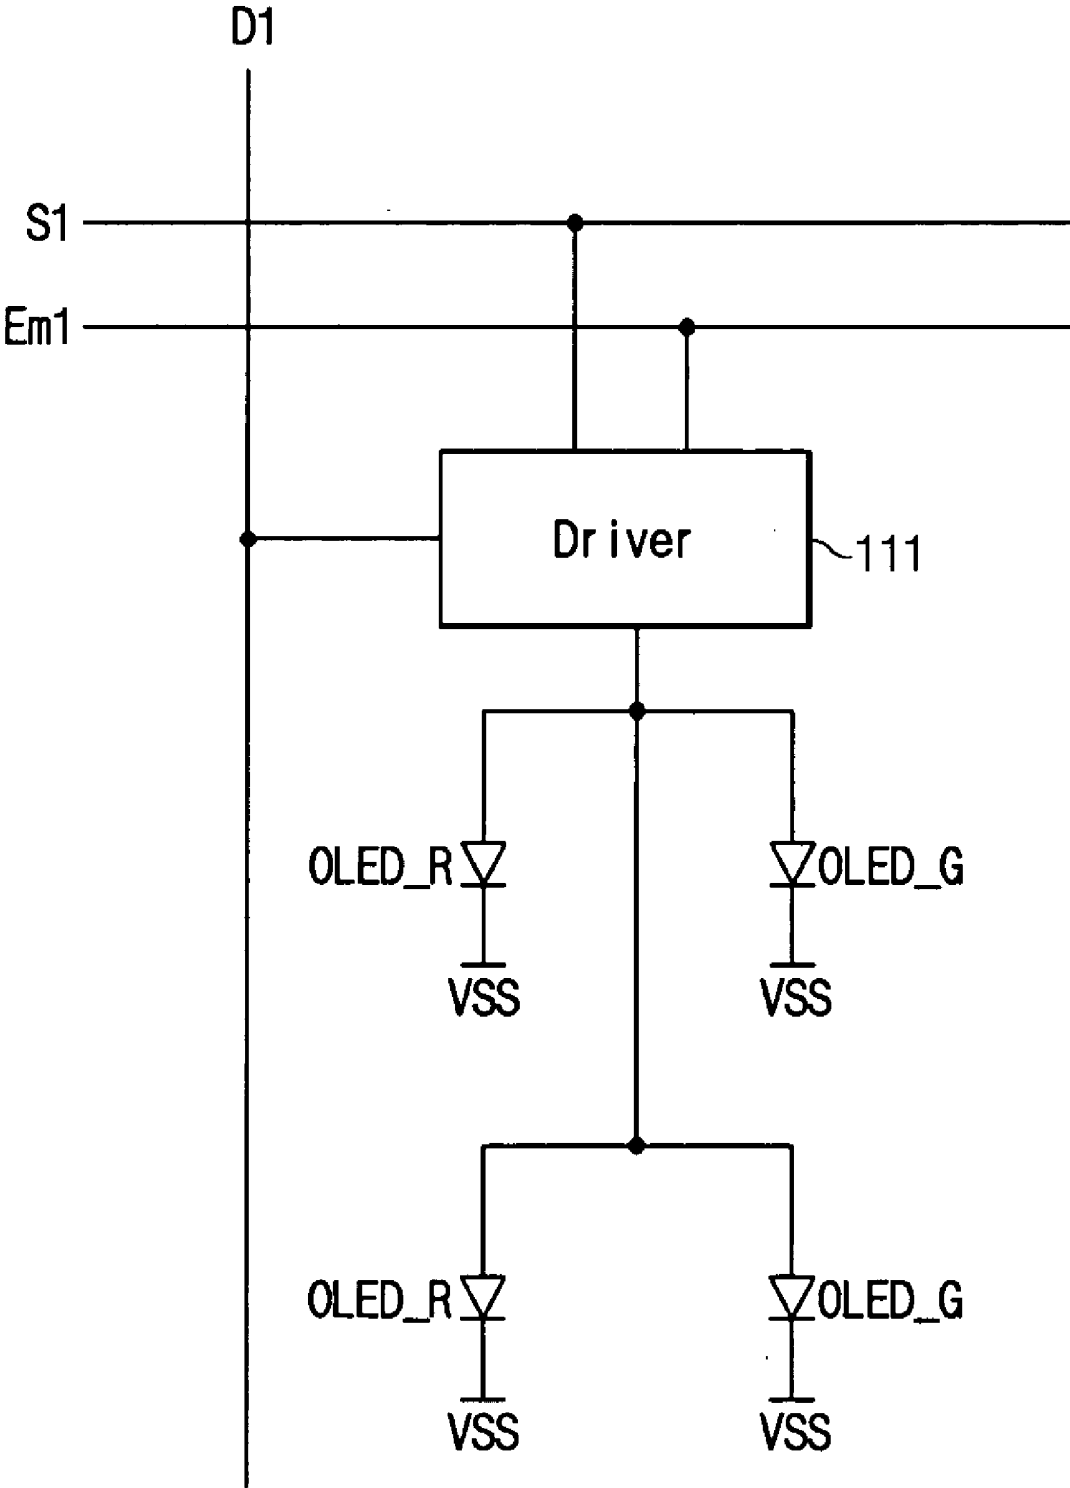 D1
S1
Em1
Driver
111
OLED_R
OLED_G
VSS
VSS
OLED_R
OLED_G
VSS
VSS